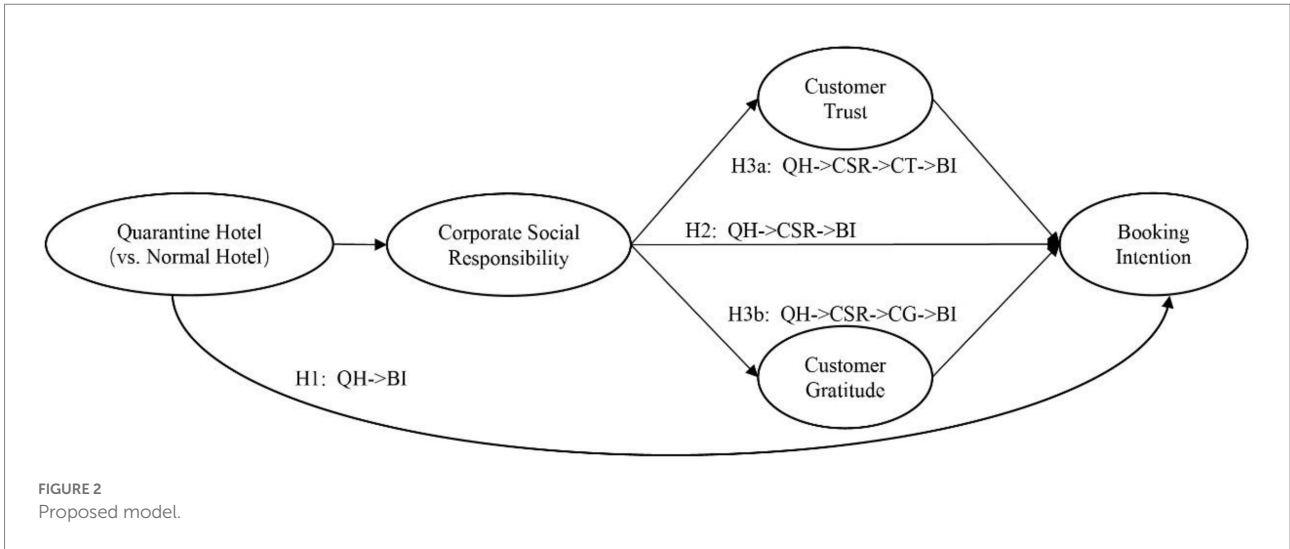 Customer
Trust
H3a: QH->CSR->CT->BI
Quarantine Hotel
(vs. Normal Hotel)
Corporate Social
Responsibility
H2: QH->CSR->BI
Booking
Intention
H3b: QH->CSR->CG->BI
Customer
Gratitude
H1: QH->BI
FIGURE 2
Proposed model.